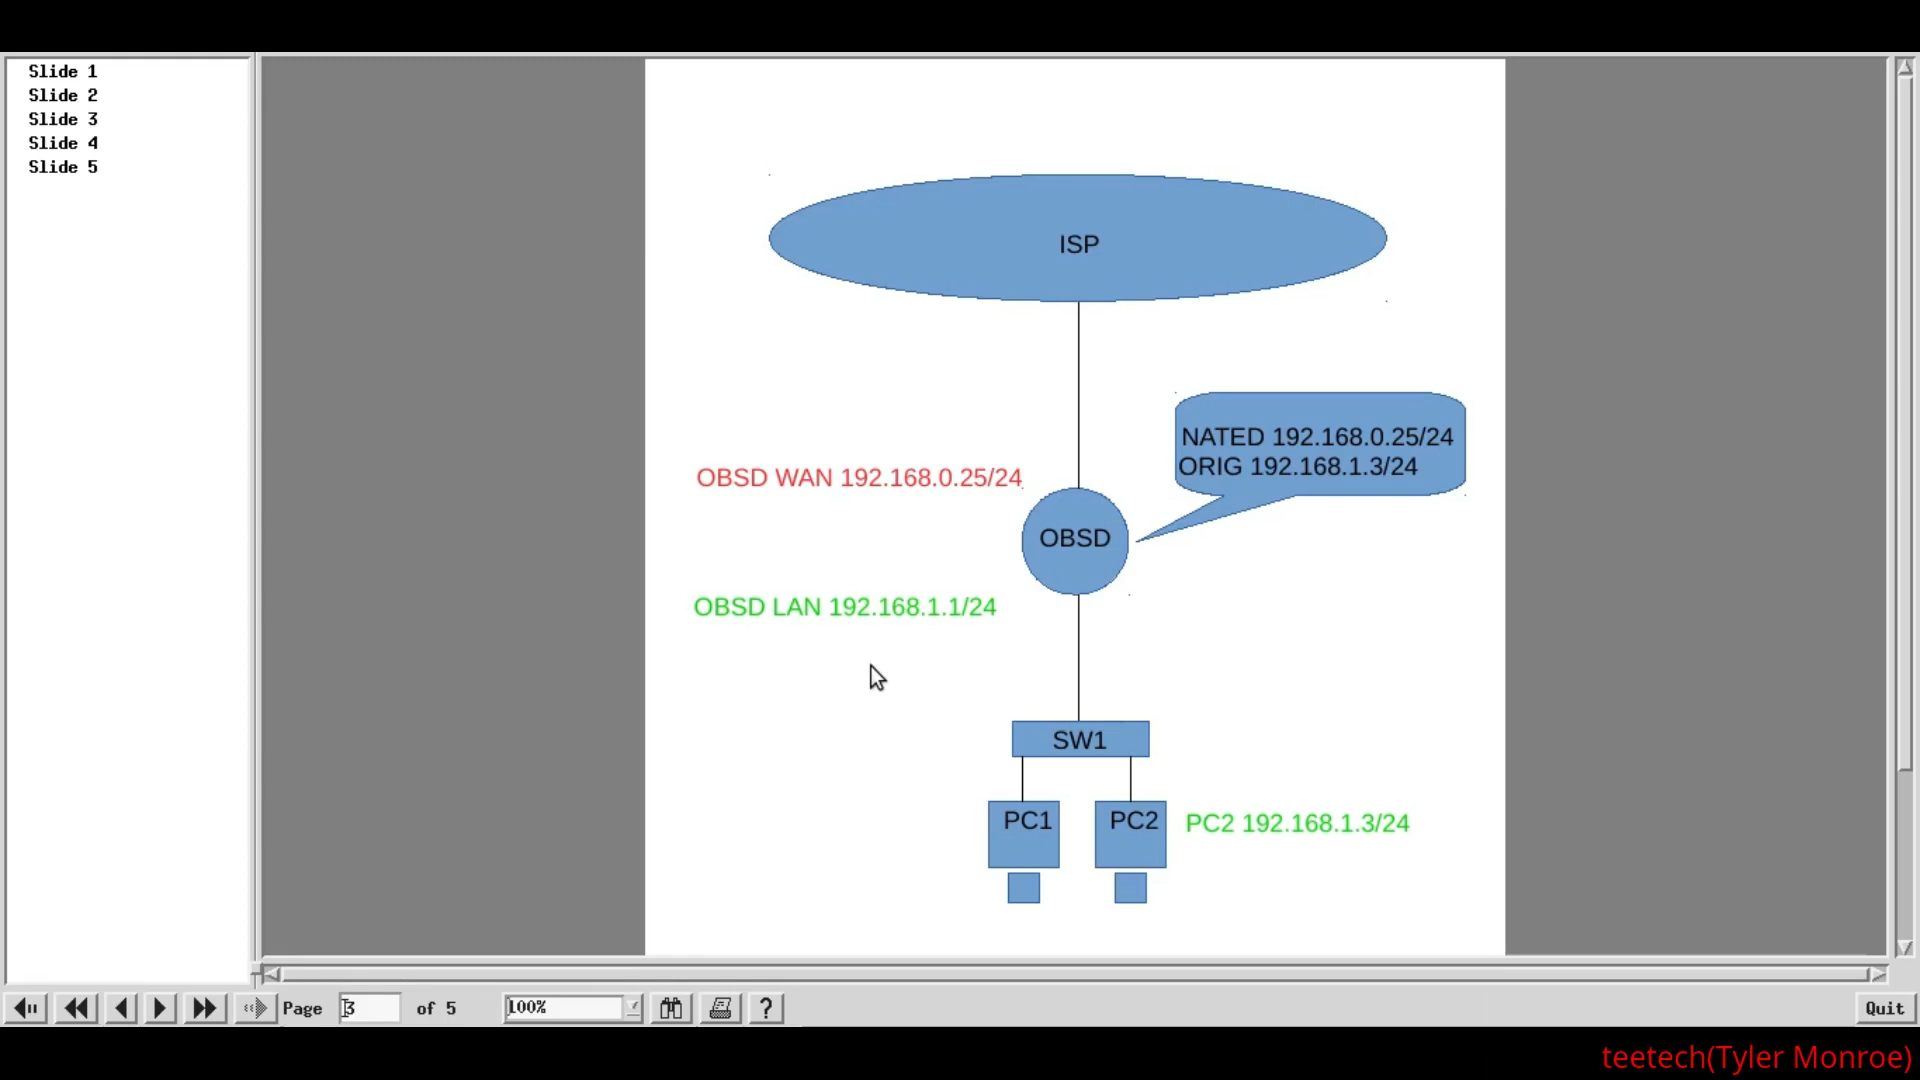 Slide 1
Slide 2
Slide 3
Slide 4
Slide 5
ISP
NATED 192.168.0.25/24
ORIG 192.168.1.3/24
OBSD WAN 192.168.0.25/24
OBSD
OBSD LAN 192.168.1.1/24
SW1
PC1
PC2
PC2 192.168.1.3/24
Page 3 of 5
100%
?
Quit
teetech(Tyler Monroe)